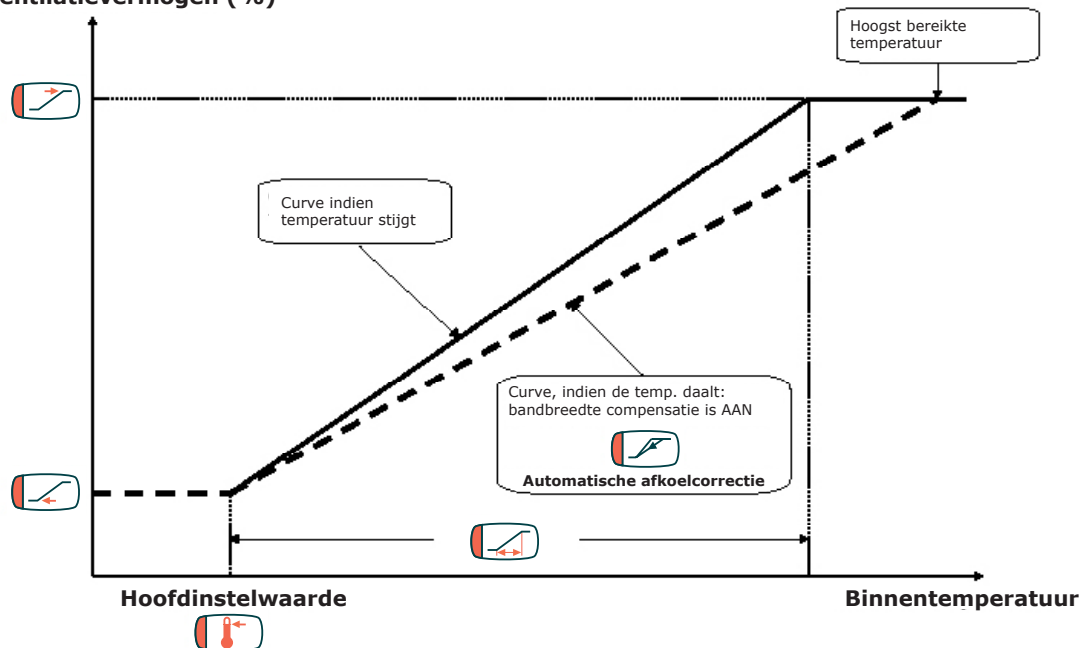 entilatievermogen (%)
Hoogst bereikte
temperatuur
Curve indien
temperatuur stijgt
Curve, indien de temp. daalt:
bandbreedte compensatie is AAN
Automatische afkoelcorrectie
Hoofdinstelwaarde
Binnentemperatuur